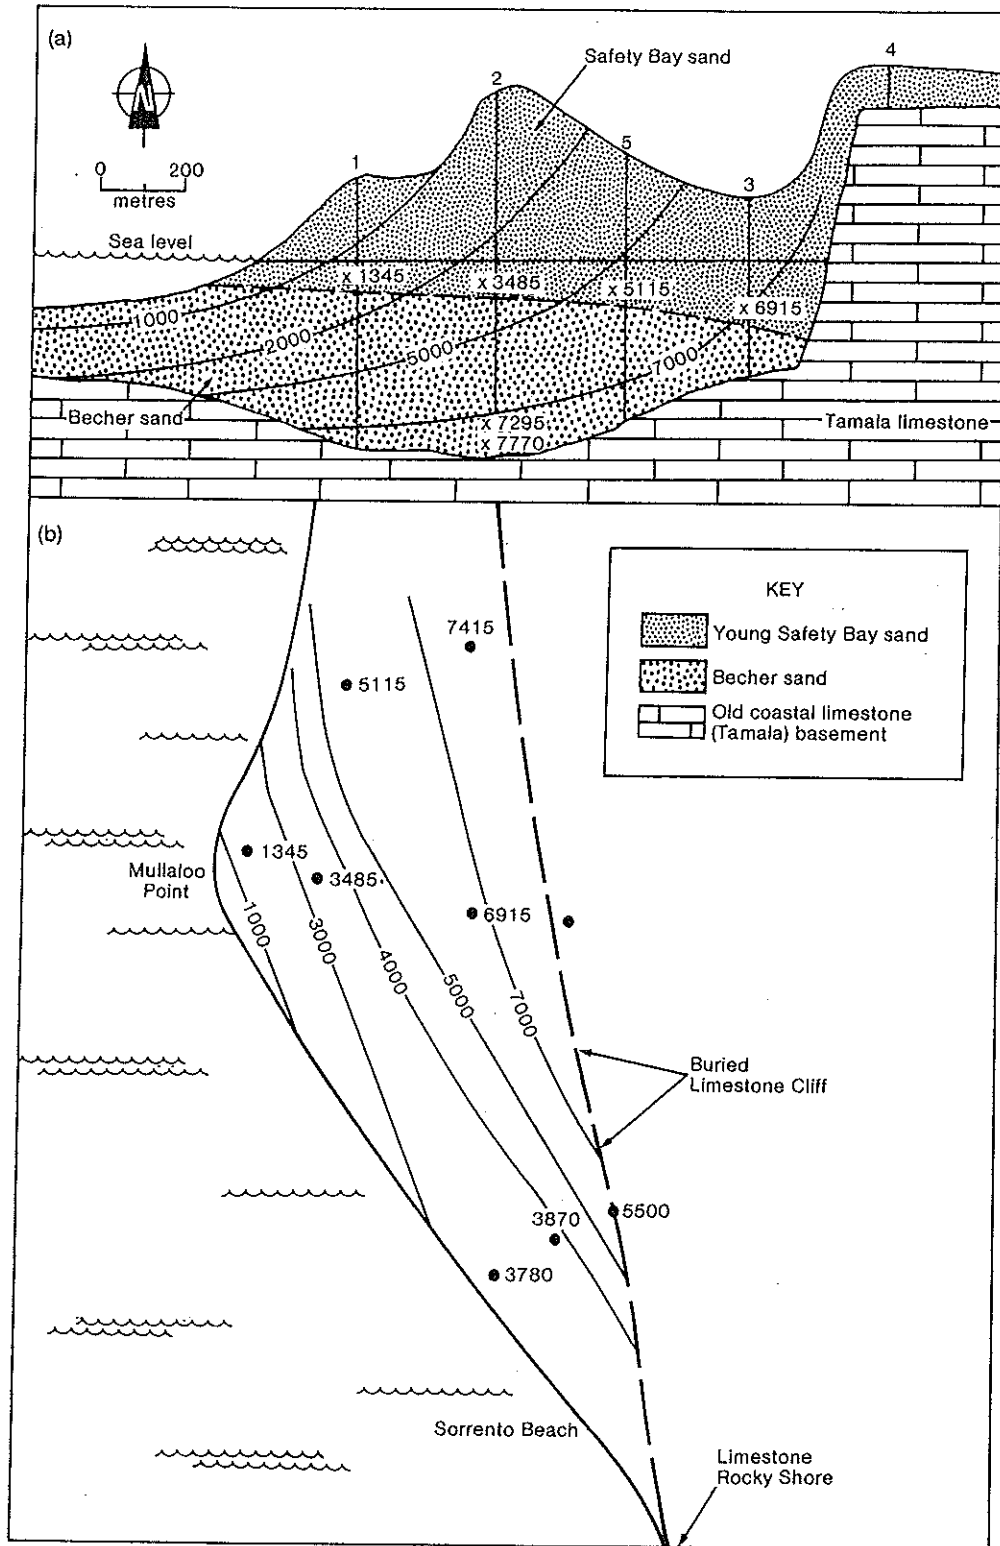 (a)
N
0 200
metres
Sea level
Safety Bay sand
1
2
5
3
4
x 1345
x 3485
x 5115
x 6915
1000
2000
5000
7000
Becher sand
x 7295
x 7770
Tamala limestone
(b)
KEY
Young Safety Bay sand
Becher sand
Old coastal limestone
(Tamala) basement
7415
5115
1345
3485
6915
Mullaloo
Point
1000
3000
4000
5000
7000
Buried
Limestone Cliff
5500
3870
3780
Sorrento Beach
Limestone
Rocky Shore